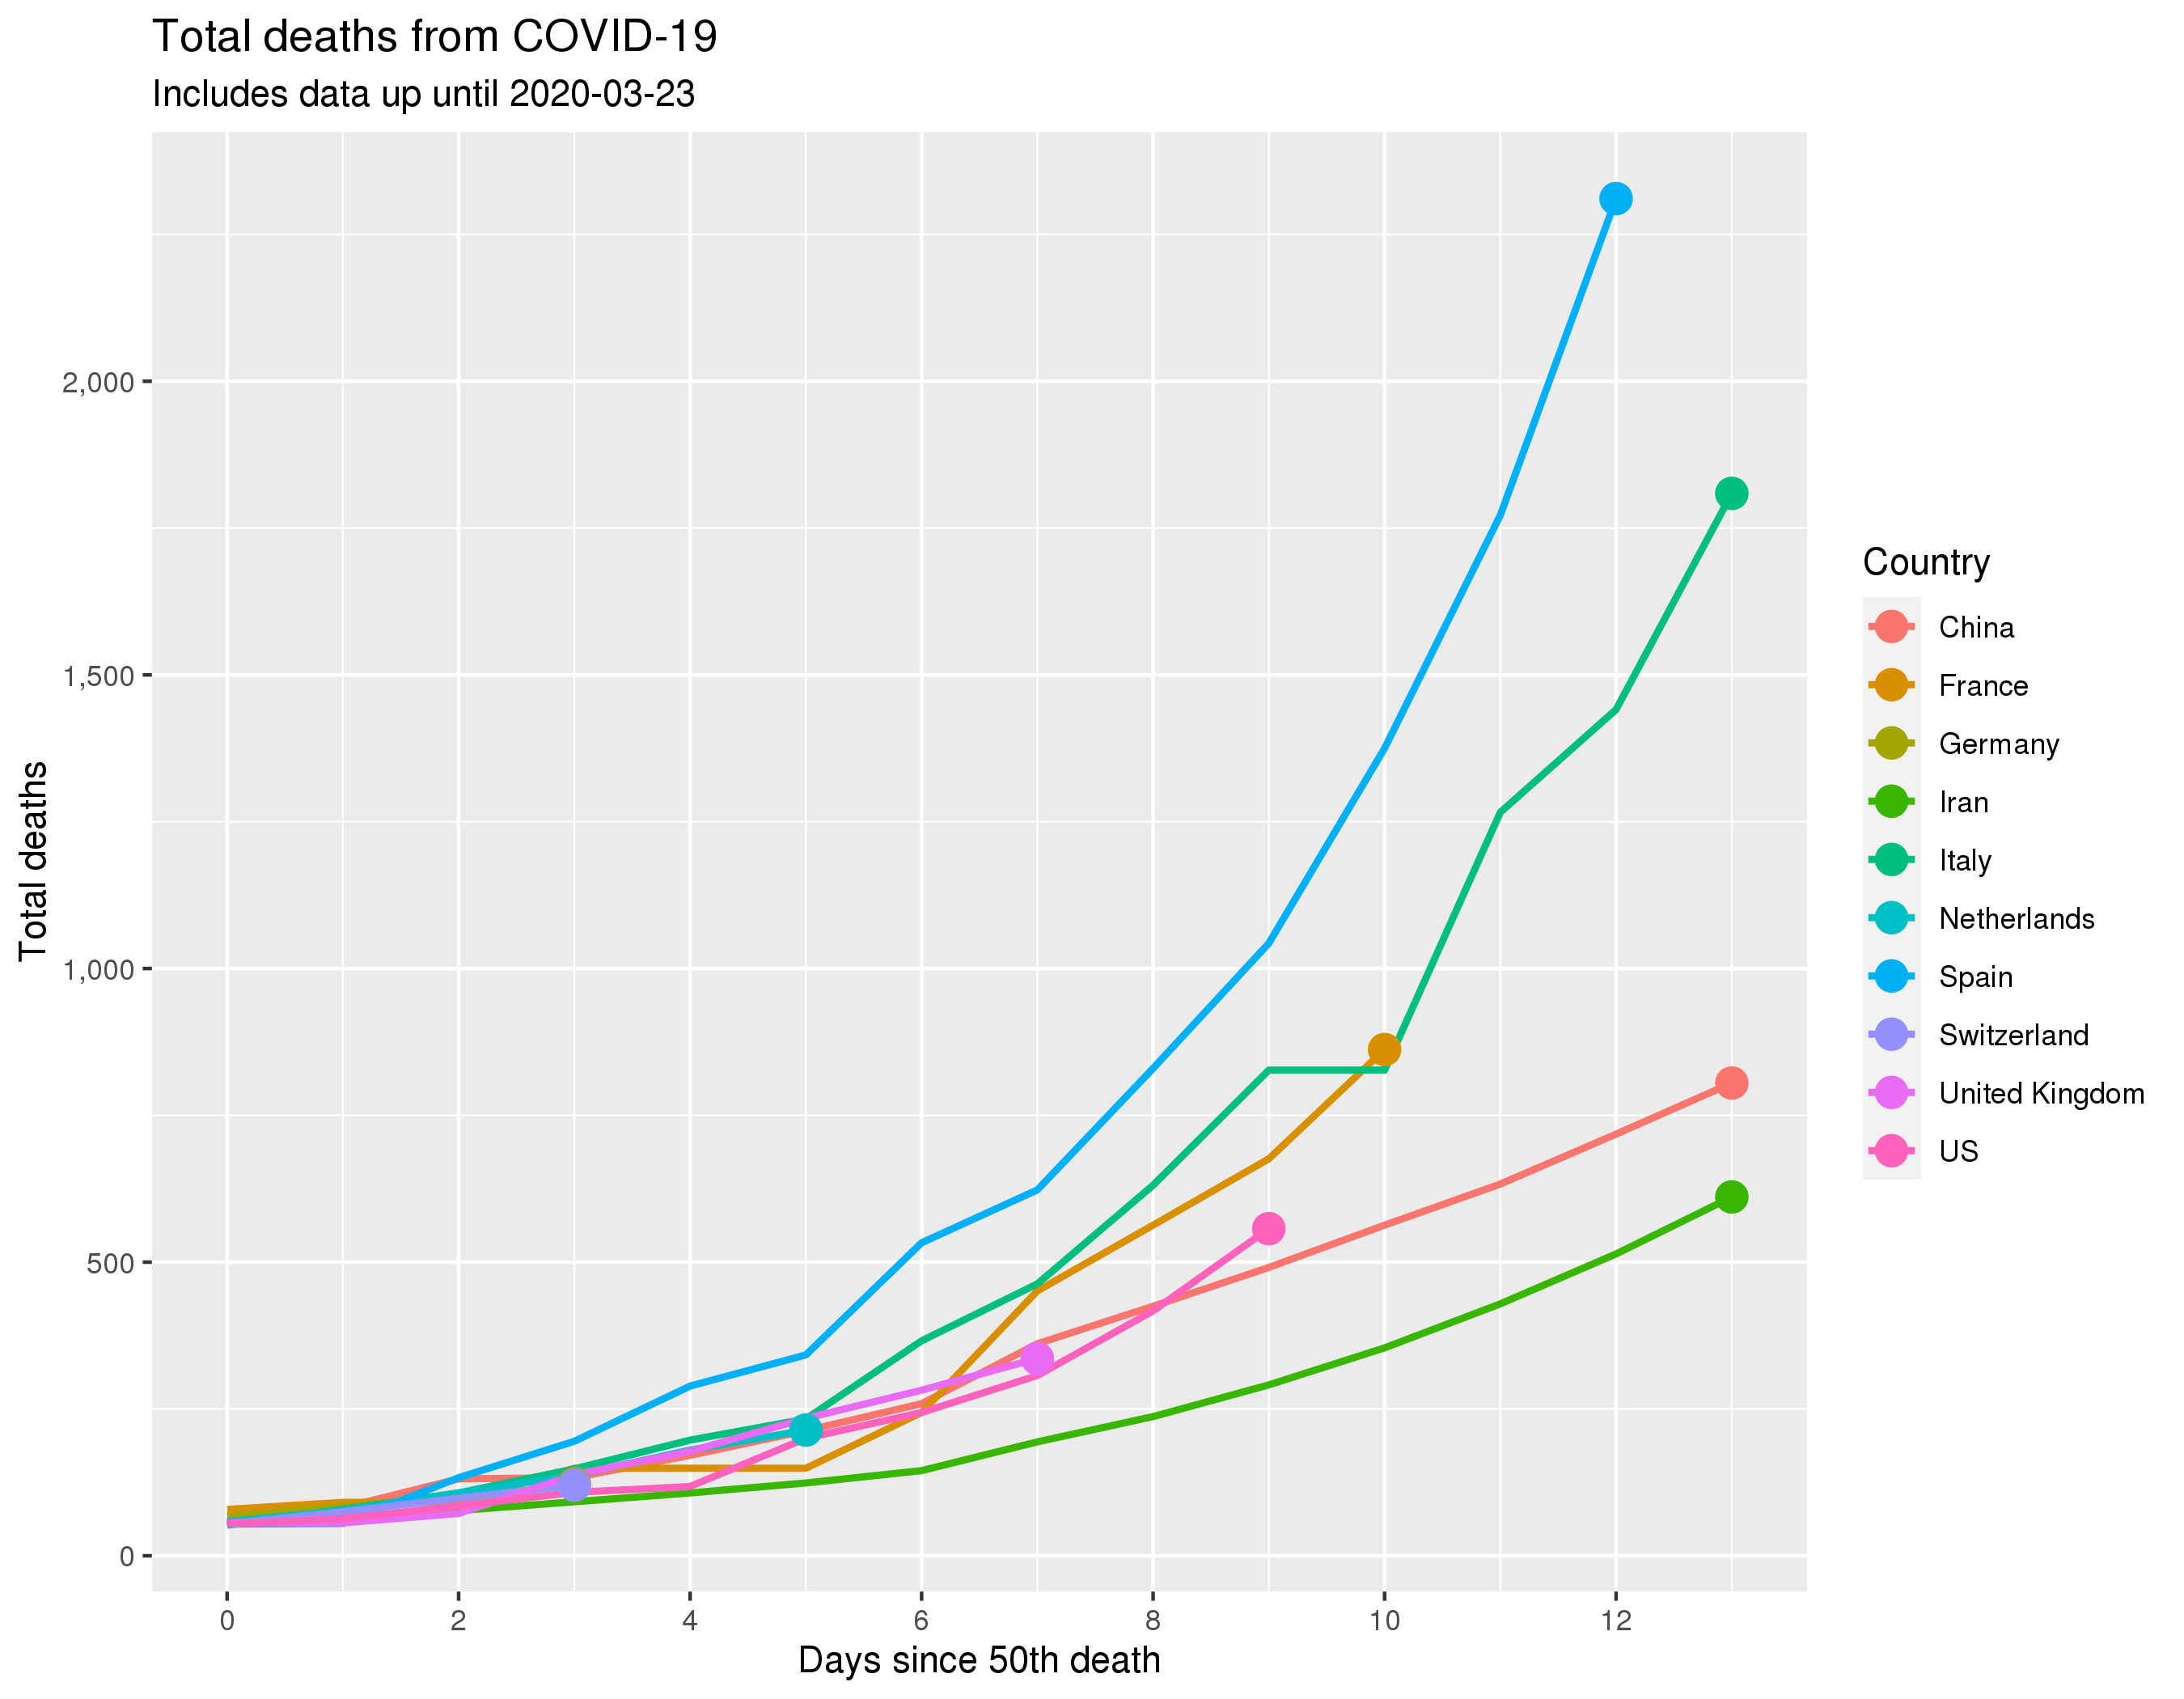 Total deaths from COVID-19
Includes data up until 2020-03-23
Total deaths
2,000
1,500
1,000
500
0
0 2 4 6 8 10 12
Days since 50th death
Country
China
France
Germany
Iran
Italy
Netherlands
Spain
Switzerland
United Kingdom
US